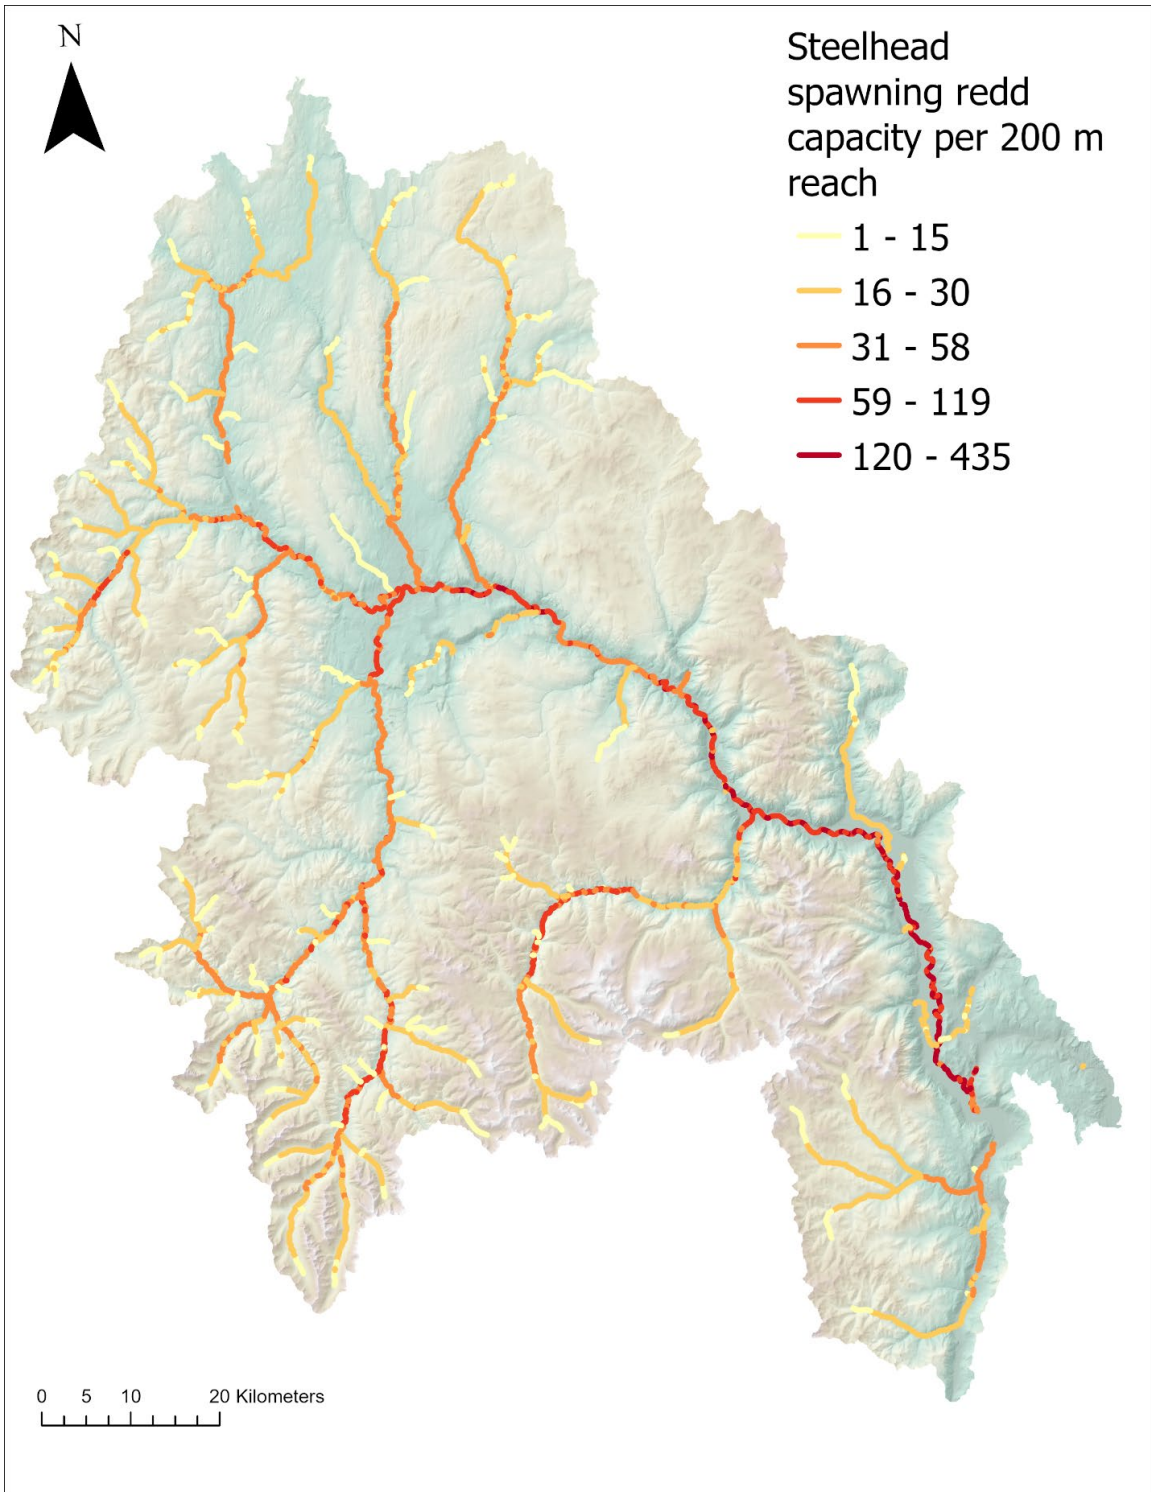 N
Steelhead
spawning redd
capacity per 200 m
reach
1 - 15
16 - 30
31 - 58
59 - 119
120 - 435
0 5 10 20 Kilometers